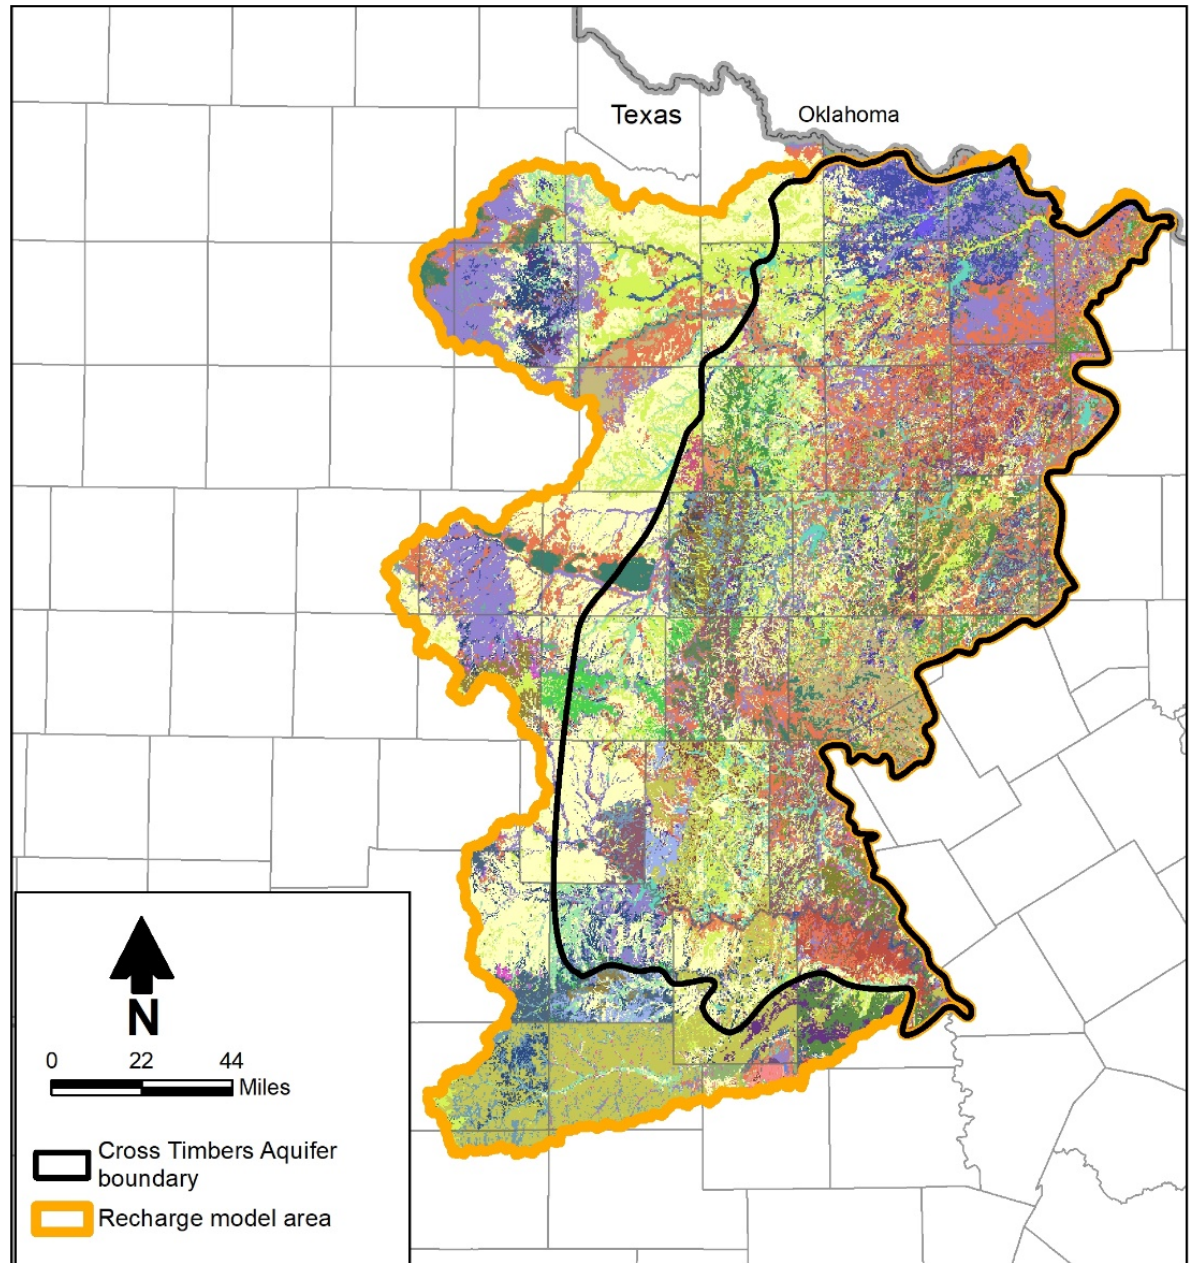 Texas
Oklahoma
N
0 22 44
Miles
Cross Timbers Aquifer
boundary
Recharge model area